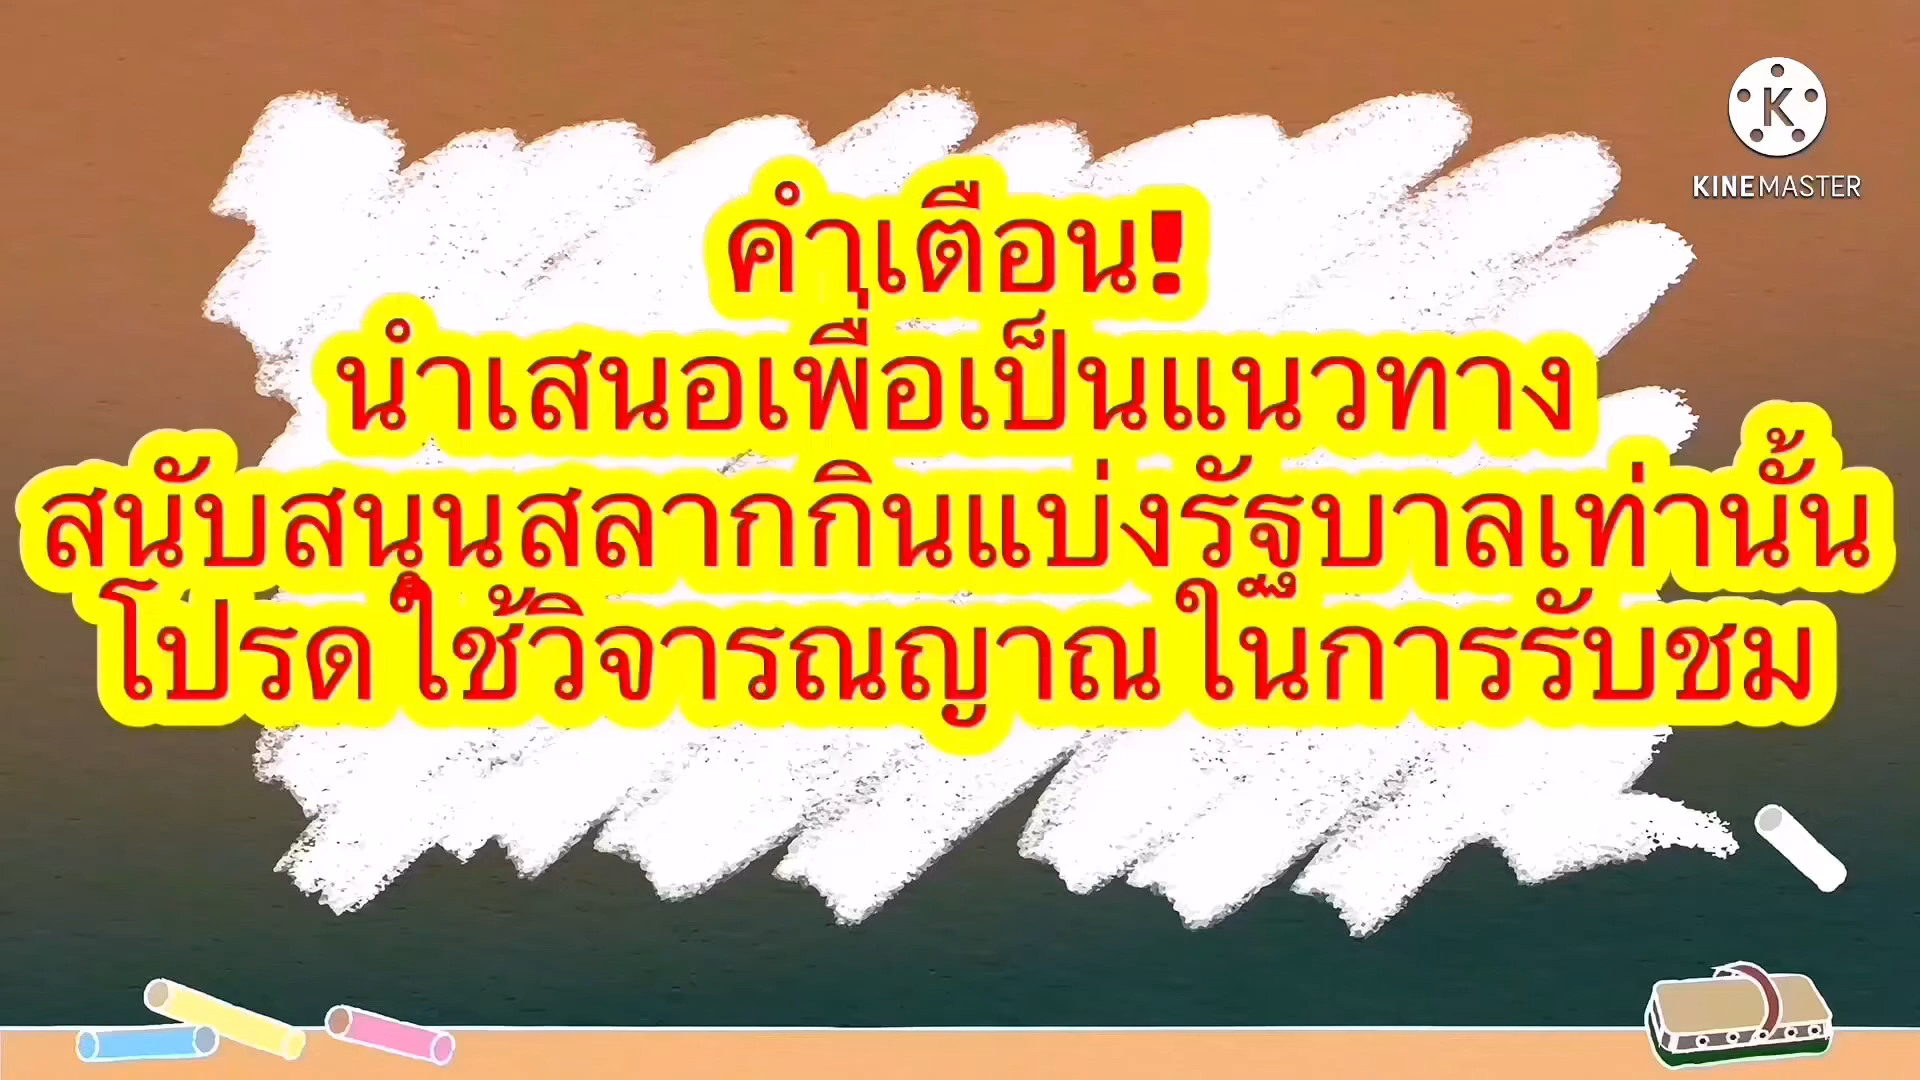 K
KINEMASTER
คำเตือน!
นำเสนอเพื่อเป็นแนวทาง
สนับสนุนสลากกินแบ่งรัฐบาลเท่านั้น
โปรดใช้วิจารณญาณในการรับชม